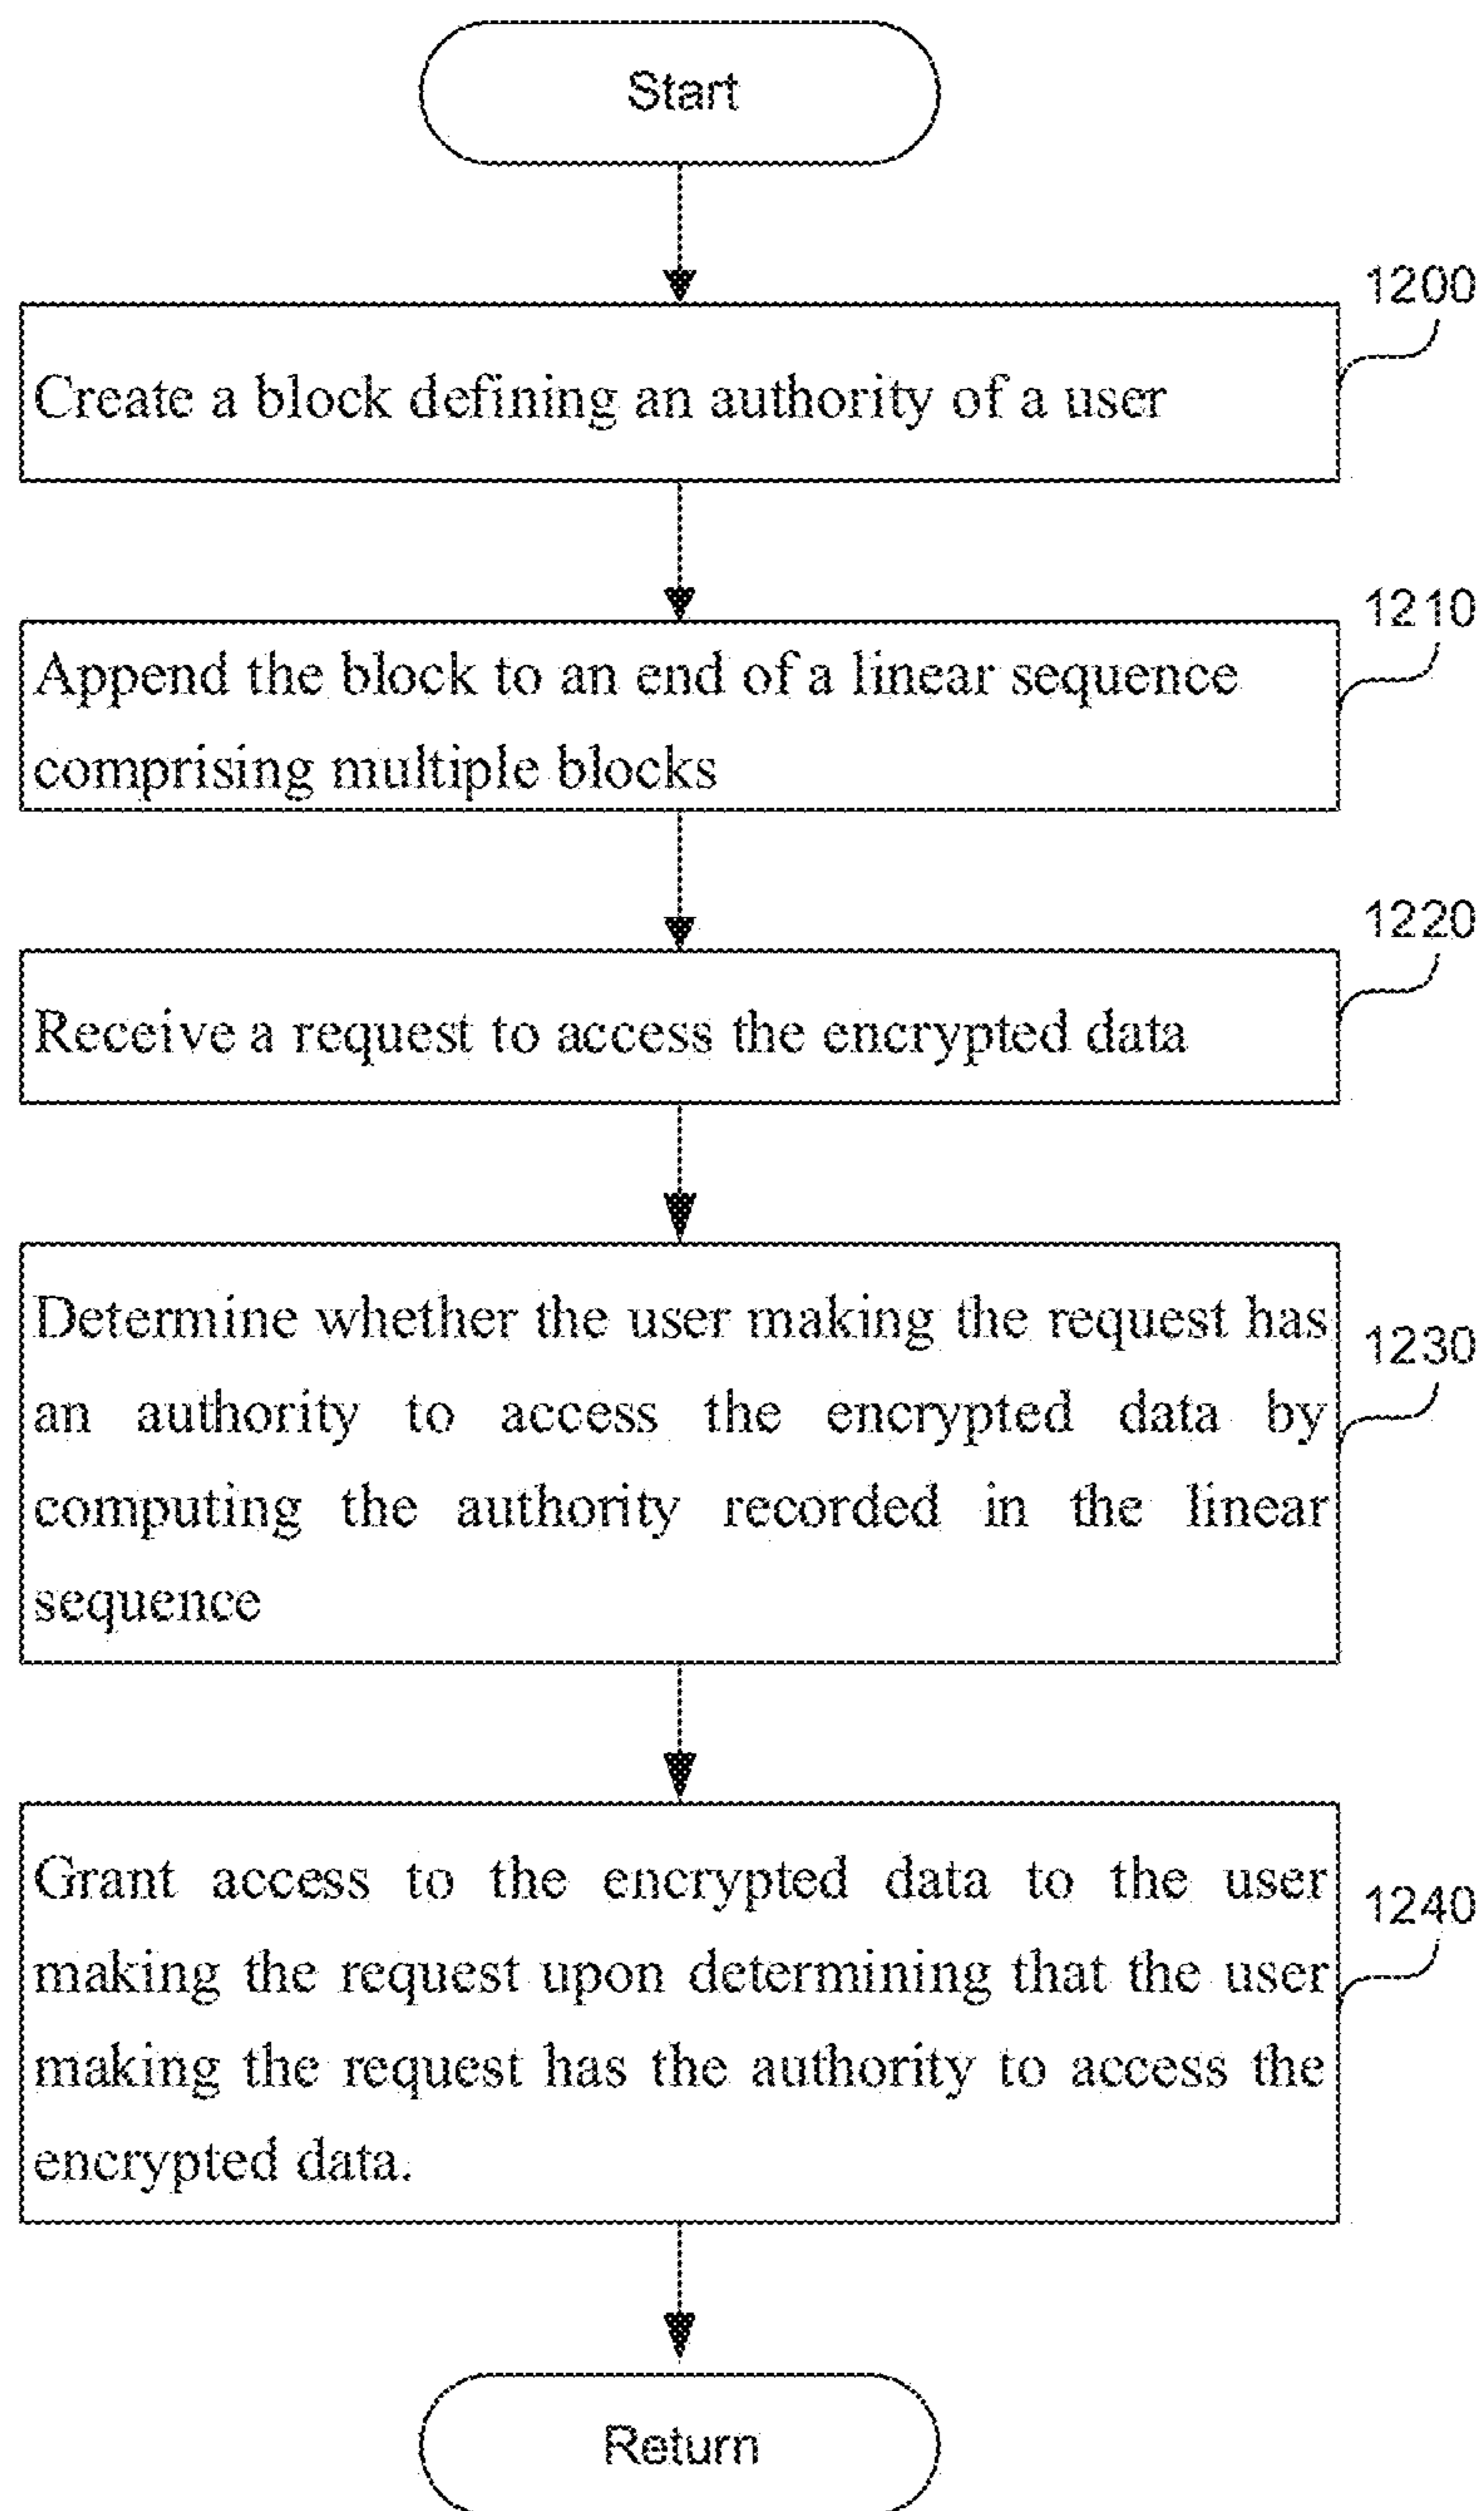 Start
1200
Create a block defining an authority of a user
1210
Append the block to an end of a linear sequence
comprising multiple blocks
1220
Receive a request to access the encrypted data
Determine whether the user making the request has
1230
an authority to access the encrypted data by
computing the authority recorded in the linear
sequence
Grant access to the encrypted data to the user
1240
making the request upon determining that the user
making the request has the authority to access the
encrypted data.
Return